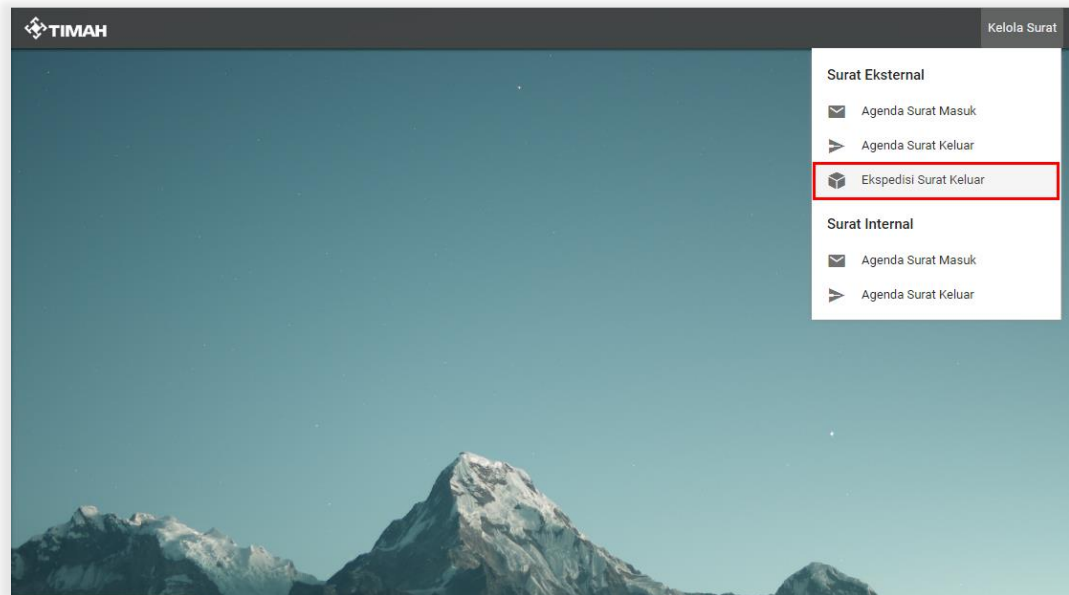 TIMAH
Kelola Surat
Surat Eksternal
Agenda Surat Masuk
Agenda Surat Keluar
Ekspedisi Surat Keluar
Surat Internal
Agenda Surat Masuk
Agenda Surat Keluar